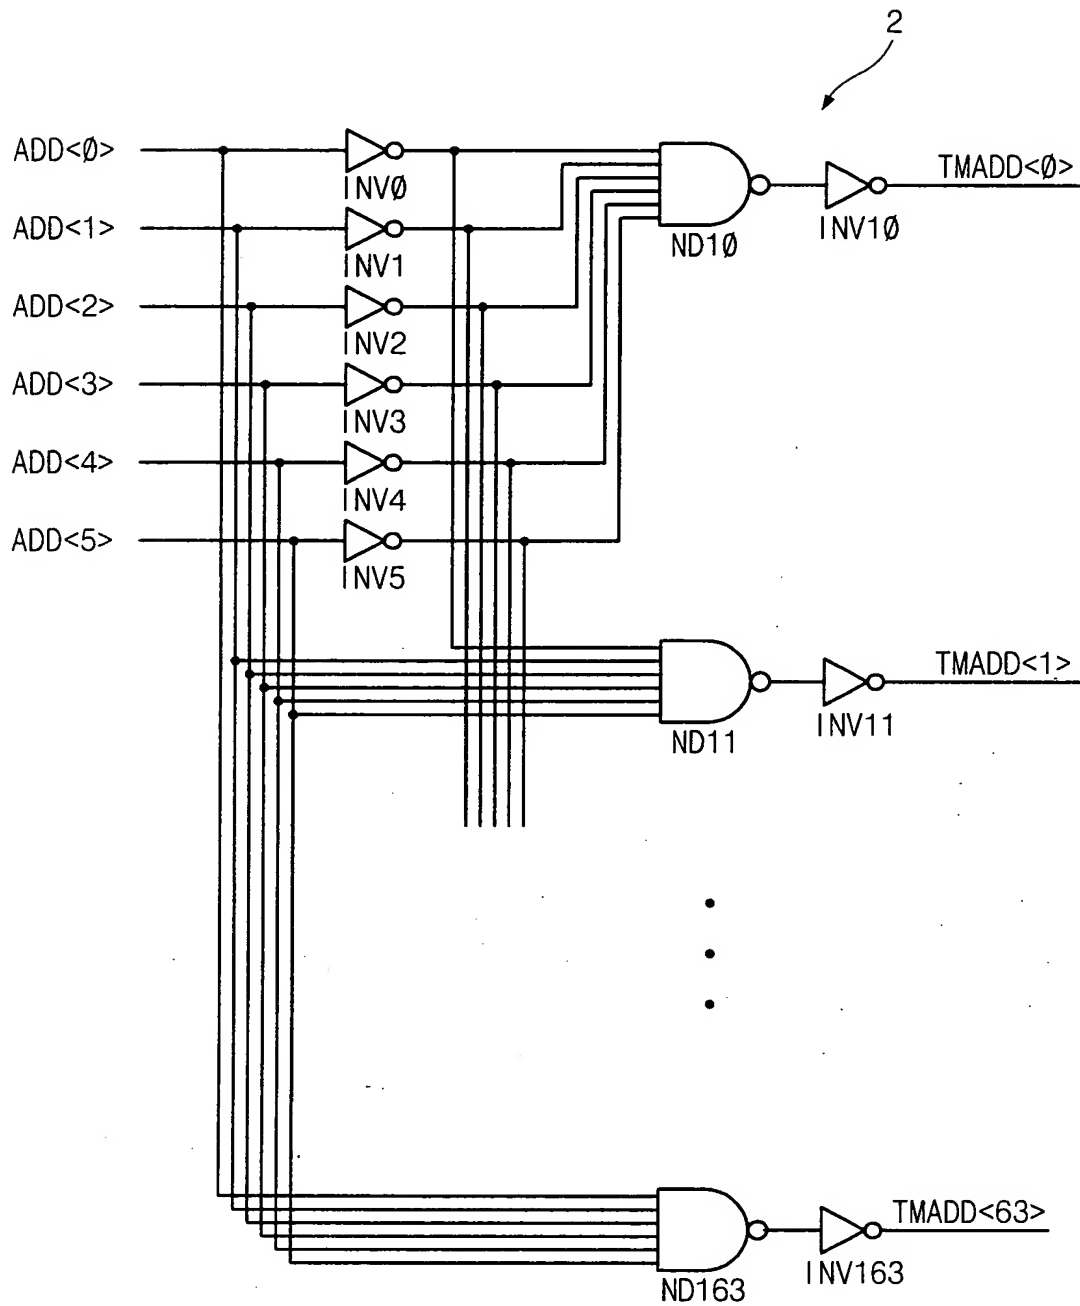 2
ADD<Ø>
INVØ
ND1Ø
INV1Ø
TMADD<Ø>
ADD<1>
INV1
ADD<2>
INV2
ADD<3>
INV3
ADD<4>
INV4
ADD<5>
INV5
ND11
INV11
TMADD<1>
ND163
INV163
TMADD<63>